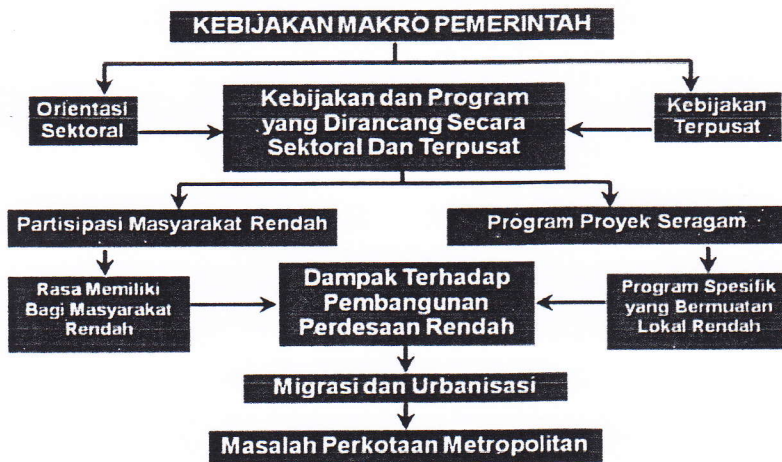 KEBIJAKAN MAKRO PEMERINTAH
Orientasi
Sektoral
Kebijakan dan Program
yang Dirancang Secara
Sektoral Dan Terpusat
Kebijakan
Terpusat
Partisipasi Masyarakat Rendah
Program Proyek Seragam
Rasa Memiliki
Bagi Masyarakat
Rendah
Dampak Terhadap
Pembangunan
Perdesaan Rendah
Program Spesifik
yang Bermuatan
Lokal Rendah
Migrasi dan Urbanisasi
Masalah Perkotaan Metropolitan